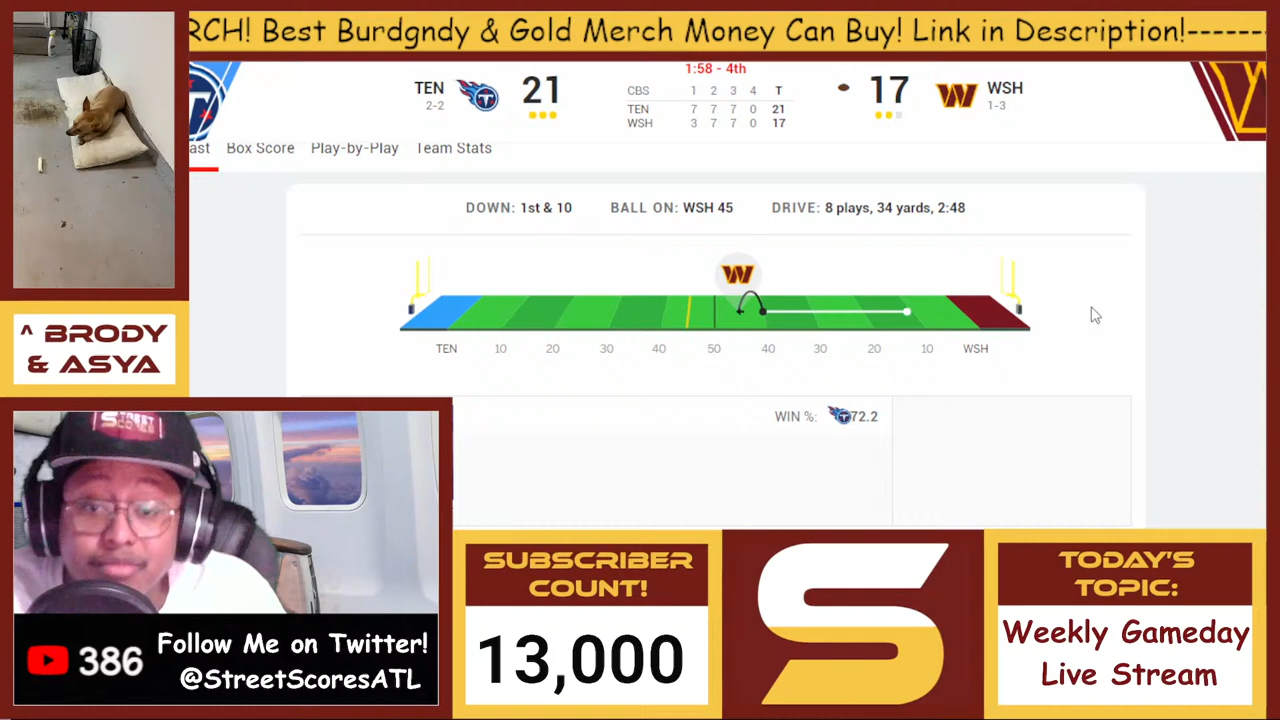 RCH! Best Burdgndy & Gold Merch Money Can Buy! Link in Description!------
TEN
2-2
21
1:58 - 4th
CBS 1 2 3 4 T
TEN 7 7 7 0 21
WSH 3 7 7 0 17
17
WSH
1-3
ast Box Score Play-by-Play Team Stats
DOWN: 1st & 10 BALL ON: WSH 45 DRIVE: 8 plays, 34 yards, 2:48
W
TEN 10 20 30 40 50 40 30 20 10 WSH
WIN %: 72.2
^ BRODY
& ASYA
STREET
SCORES
386
Follow Me on Twitter!
@StreetScoresATL
SUBSCRIBER
COUNT!
13,000
S
TODAY'S
TOPIC:
Weekly Gameday
Live Stream